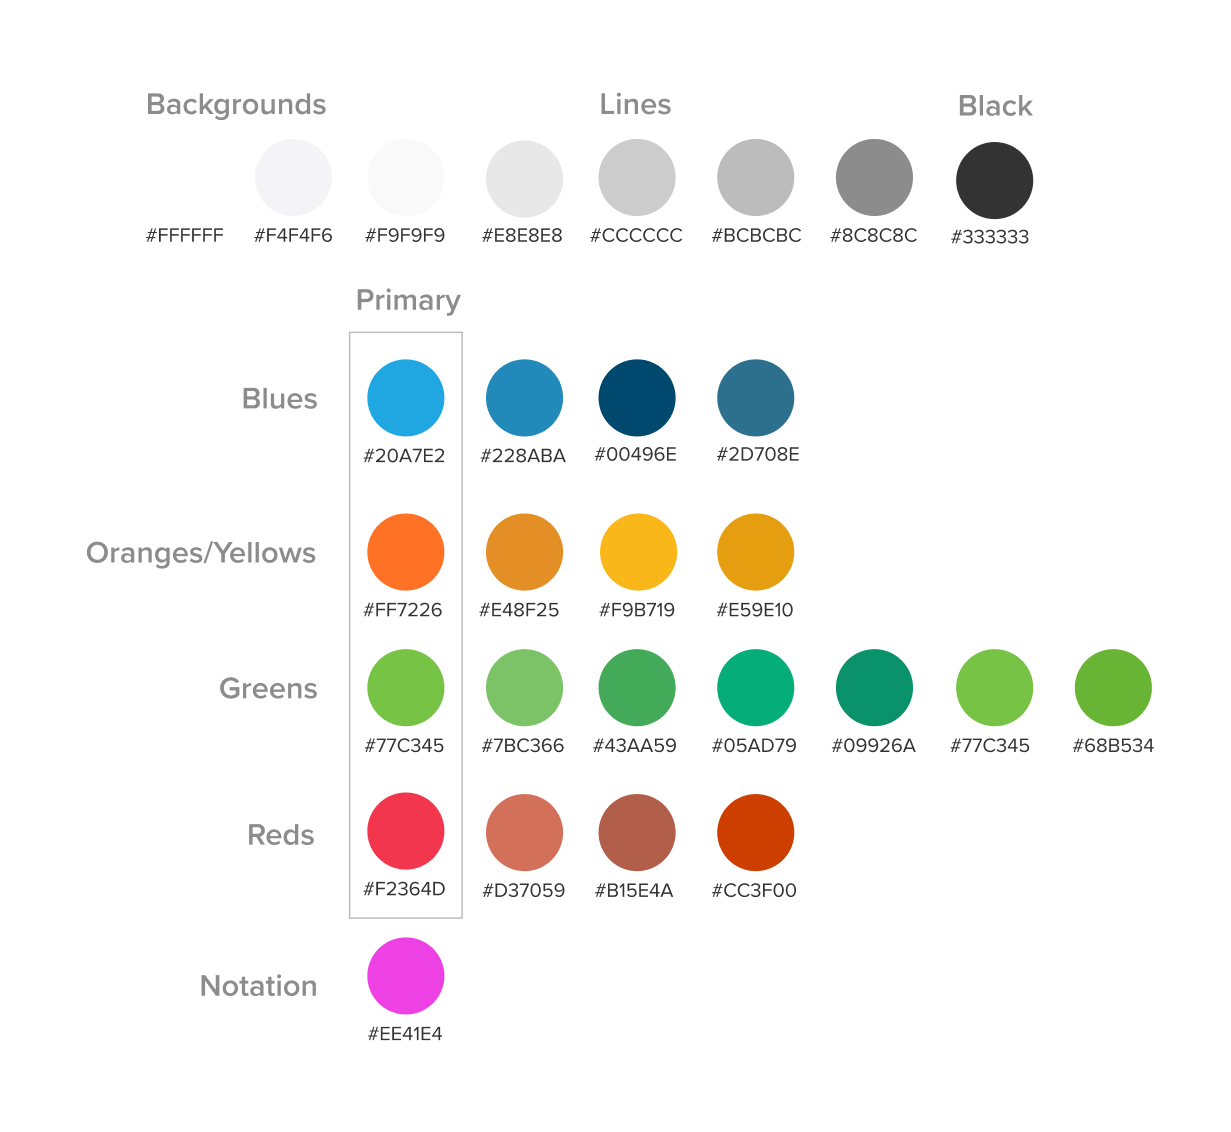 Backgrounds Lines Black
#FFFFFF #F4F4F6 #F9F9F9 #E8E8E8 #CCCCCC #BCBCBC #8C8C8C #333333
Primary
Blues
#20A7E2 #228ABA #00496E #2D708E
Oranges/Yellows
#FF7226 #E48F25 #F9B719 #E59E10
Greens
#77C345 #7BC366 #43AA59 #05AD79 #09926A #77C345 #68B534
Reds
#F2364D #D37059 #B15E4A #CC3F00
Notation
#EE41E4